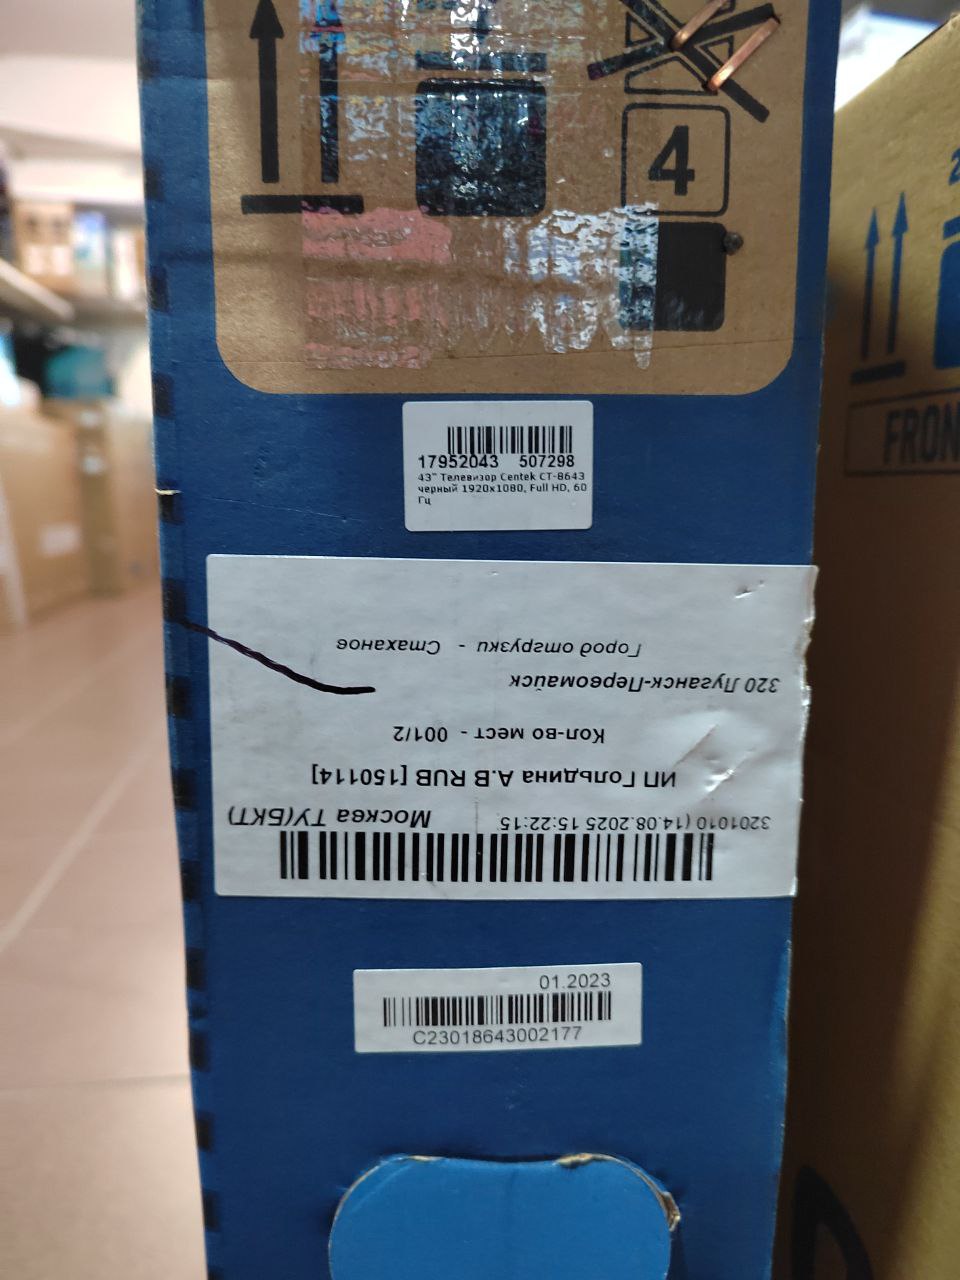 4
FRON
2
17952043 507298
43" Телевизор Centek CT-8643
черный 1920x1080, Full HD, 60
Гц
3201010 (14.08.2025 15:22:15 Москва ТУ(БКТ)
ИП Гольдина А.В RUB [150114]
Кол-во мест - 001/2
320 Луганск-Первомайск
Город отгрузки - Стаханов
01.2023
C23018643002177